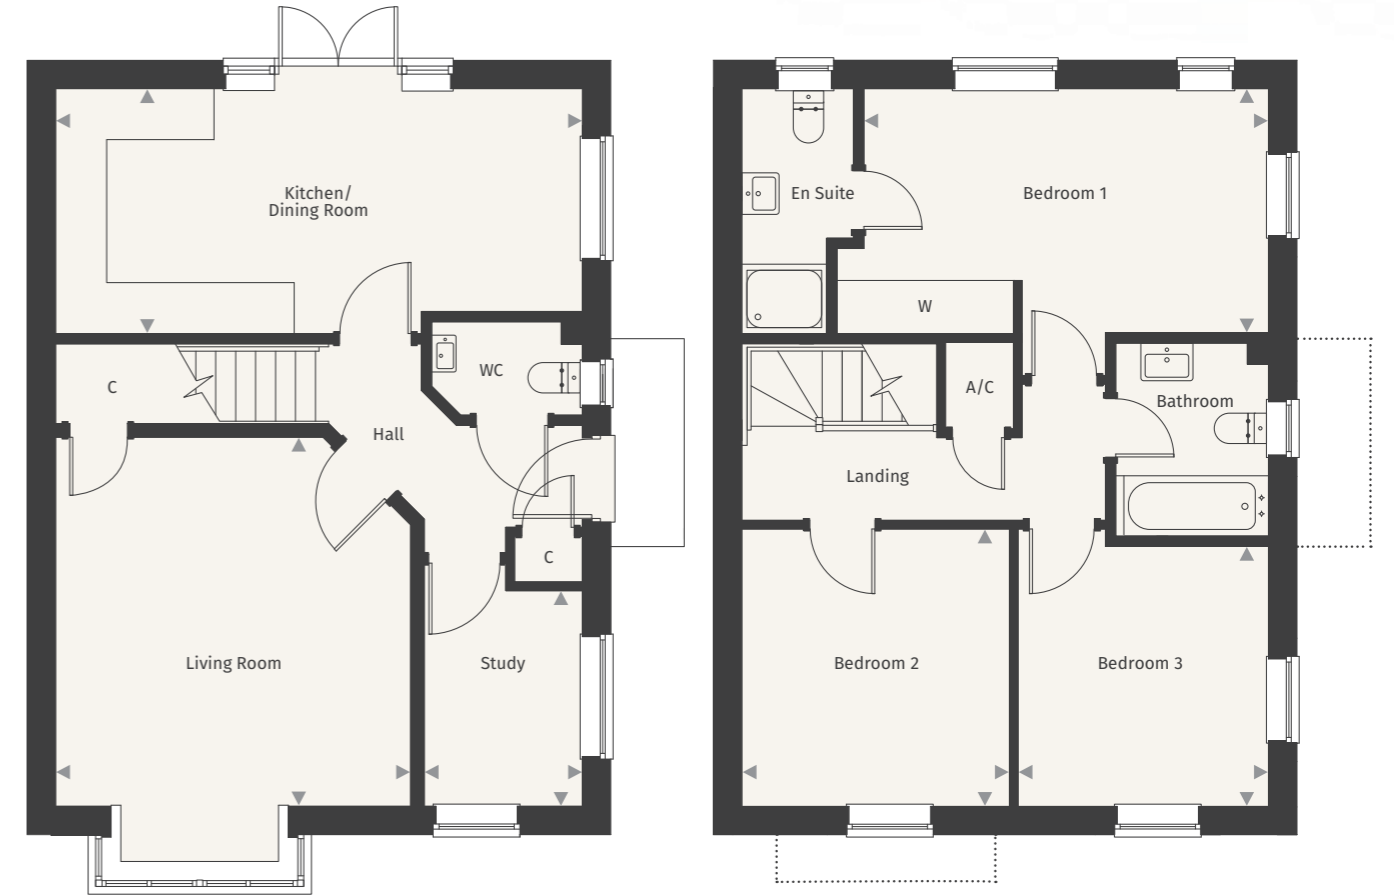 Kitchen/
Dining Room
C
WC
Hall
C
Living Room
Study
En Suite
Bedroom 1
W
A/C
Bathroom
Landing
Bedroom 2
Bedroom 3